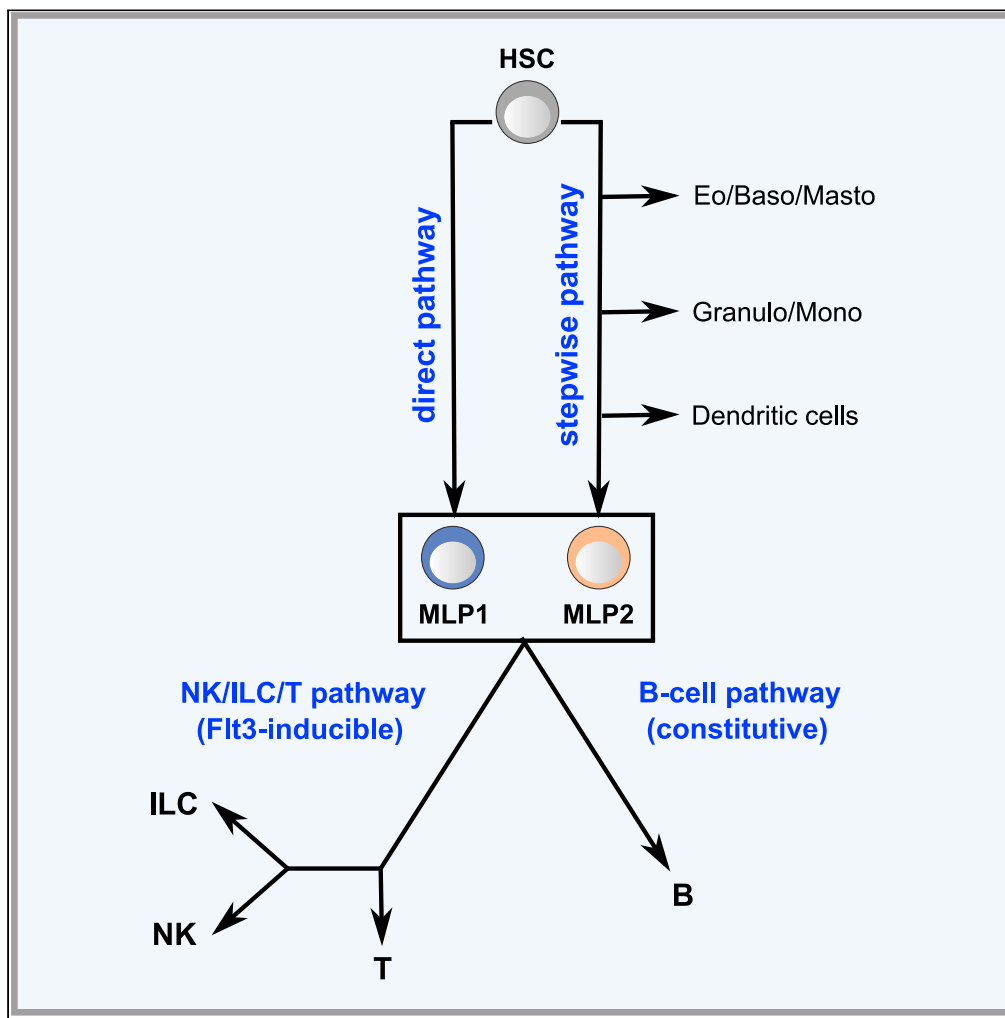 HSC
direct pathway
stepwise pathway
Eo/Baso/Masto
Granulo/Mono
Dendritic cells
MLP1
MLP2
NK/ILC/T pathway
(Flt3-inducible)
B-cell pathway
(constitutive)
ILC
NK
T
B